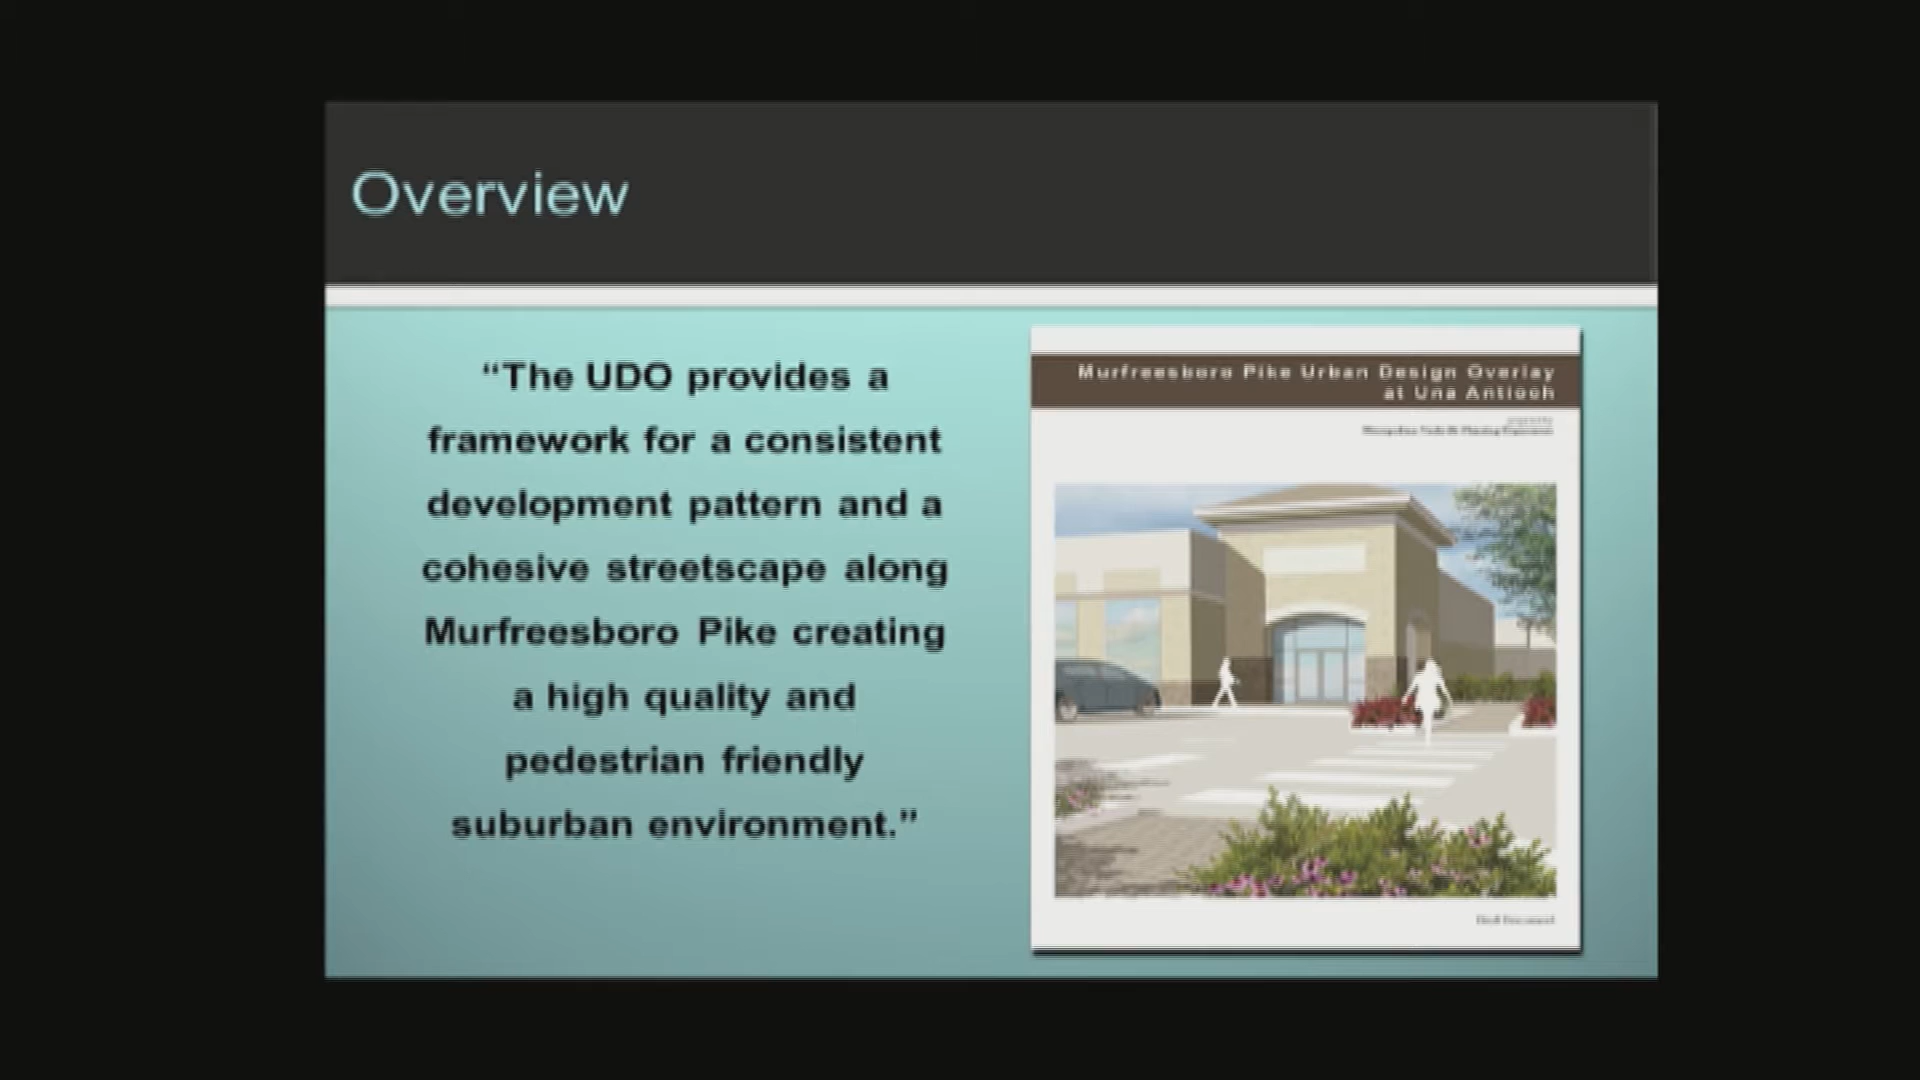 Overview
“The UDO provides a
framework for a consistent
development pattern and a
cohesive streetscape along
Murfreesboro Pike creating
a high quality and
pedestrian friendly
suburban environment.”
Murfreesboro Pike Urban Design Overlay
at Una Antioch